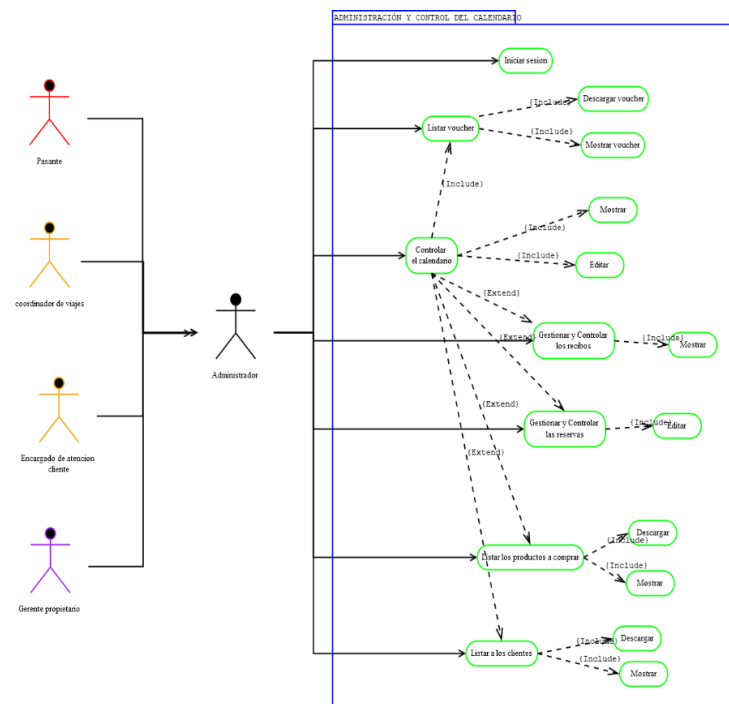 ADMINISTRACIÓN Y CONTROL DEL CALENDARIO
Iniciar sesion
Descargar voucher
{Include}
Listar voucher
{Include}
Mostrar voucher
Pasante
{Include}
Mostrar
{Include}
Controlar
el calendario
{Include}
Editar
coordinador de viajes
{Extend}
Gestionar y Controlar
los recibos
{Extend}
{Include}
Mostrar
Administrador
{Extend}
Gestionar y Controlar
las reservas
{Include}
Editar
{Extend}
Encargado de atencion
cliente
Descargar
{Include}
Listar los productos a comprar
{Include}
Mostrar
Gerente propietario
Descargar
{Include}
Listar a los clientes
{Include}
Mostrar